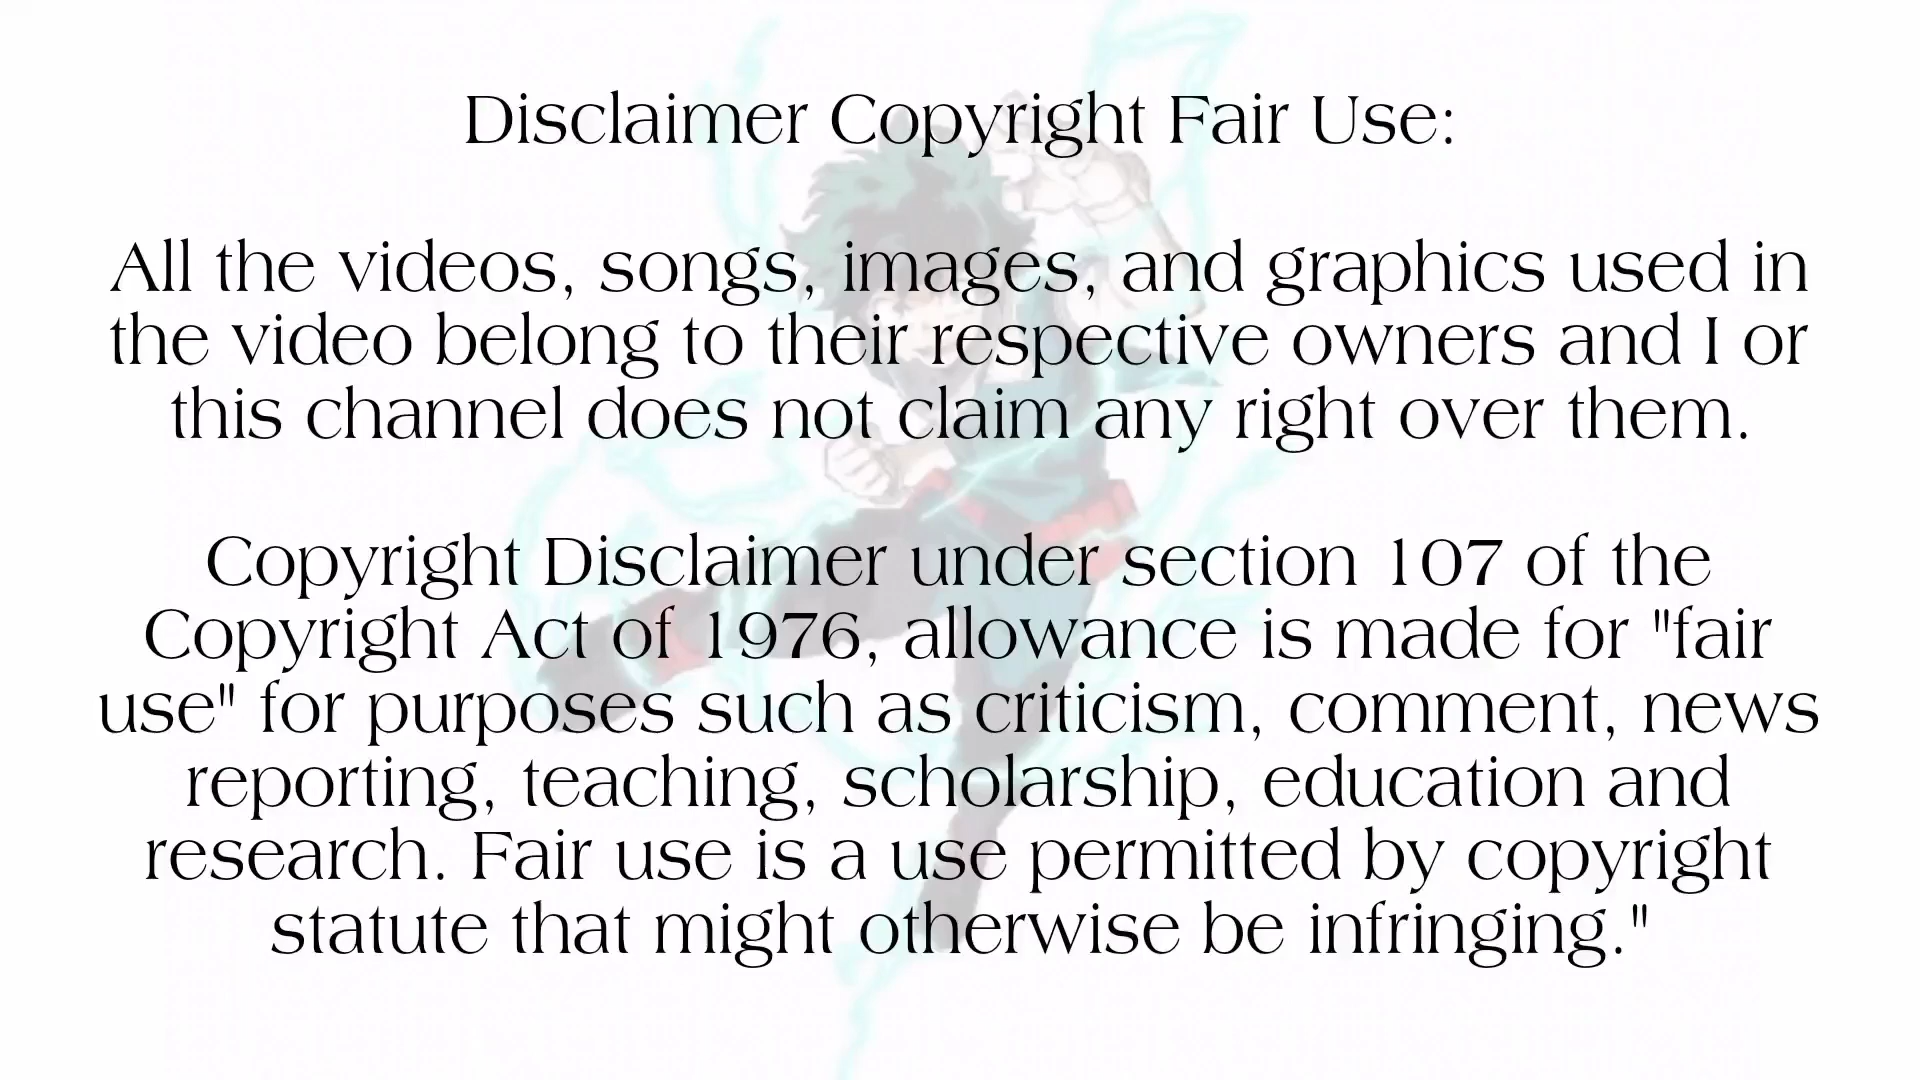 Disclaimer Copyright Fair Use:
All the videos, songs, images, and graphics used in
the video belong to their respective owners and I or
this channel does not claim any right over them.
Copyright Disclaimer under section 107 of the
Copyright Act of 1976, allowance is made for "fair
use" for purposes such as criticism, comment, news
reporting, teaching, scholarship, education and
research. Fair use is a use permitted by copyright
statute that might otherwise be infringing."